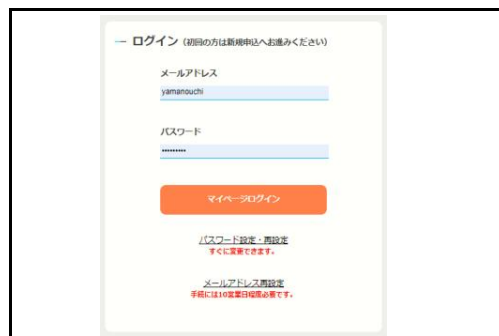 ログイン（初回の方は新規申込へお進みください）
メールアドレス
yamanouchi
パスワード
•••••••••
マイページログイン
パスワード設定・再設定
すぐに変更できます。
メールアドレス再設定
手続には10営業日程度必要です。